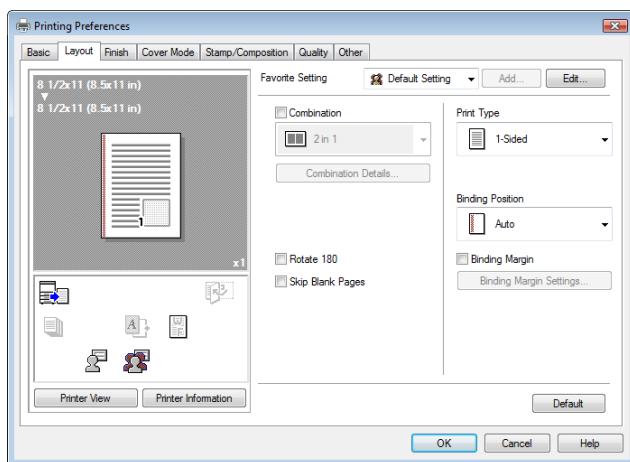 Printing Preferences
Basic Layout Finish Cover Mode Stamp/Composition Quality Other
8 1/2x11 (8.5x11 in)
8 1/2x11 (8.5x11 in)
1
x1
Printer View Printer Information
Favorite Setting Default Setting Add... Edit...
Combination
2 in 1
Combination Details...
Rotate 180
Skip Blank Pages
Print Type
1-Sided
Binding Position
Auto
Binding Margin
Binding Margin Settings...
Default
OK Cancel Help